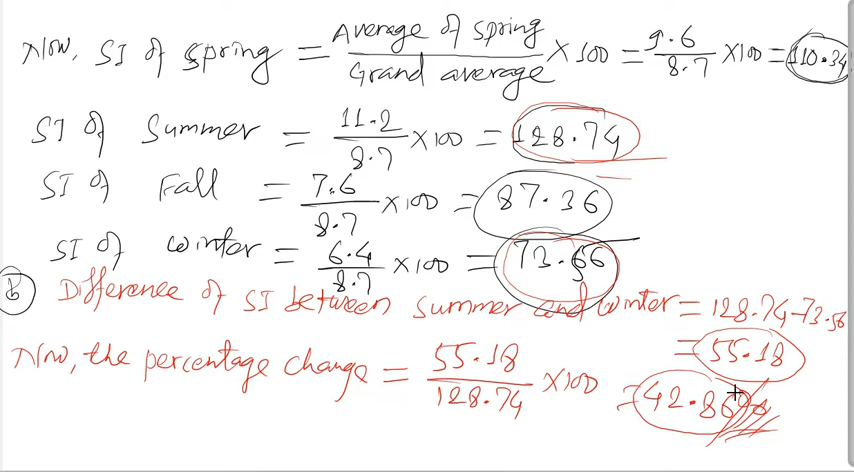 Now, SI of spring = Average of spring / Grand average × 100 = 9.6 / 8.7 × 100 = 110.34
SI of Summer = 11.2 / 8.7 × 100 = 128.74
SI of Fall = 7.6 / 8.7 × 100 = 87.36
SI of winter = 6.4 / 8.7 × 100 = 73.56
b Difference of SI between summer and winter = 128.74-73.56
= 55.18
Now, the percentage change = 55.18 / 128.74 × 100 = 42.86%